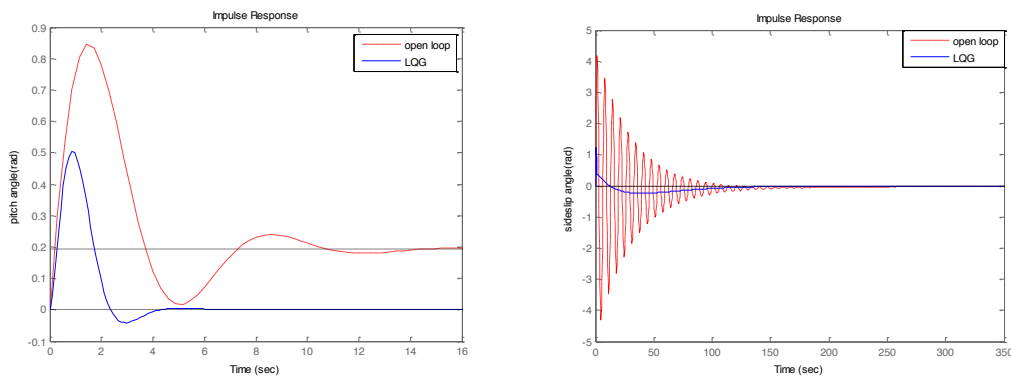 Impulse Response
0.9
0.8
0.7
0.6
0.5
0.4
0.3
0.2
0.1
0
-0.1
pitch angle(rad)
open loop
LQG
0 2 4 6 8 10 12 14 16
Time (sec)
Impulse Response
5
4
3
2
1
0
-1
-2
-3
-4
-5
sideslip angle(rad)
open loop
LQG
0 50 100 150 200 250 300 350
Time (sec)